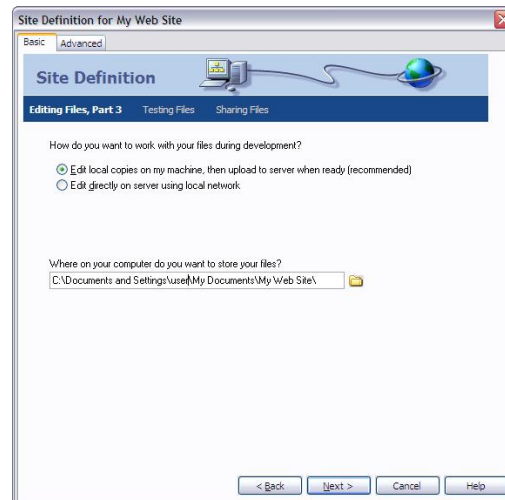 Site Definition for My Web Site
Basic Advanced
Site Definition
Editing Files, Part 3 Testing Files Sharing Files
How do you want to work with your files during development?
Edit local copies on my machine, then upload to server when ready (recommended)
Edit directly on server using local network
Where on your computer do you want to store your files?
C:\Documents and Settings\user\My Documents\My Web Site\
< Back Next > Cancel Help